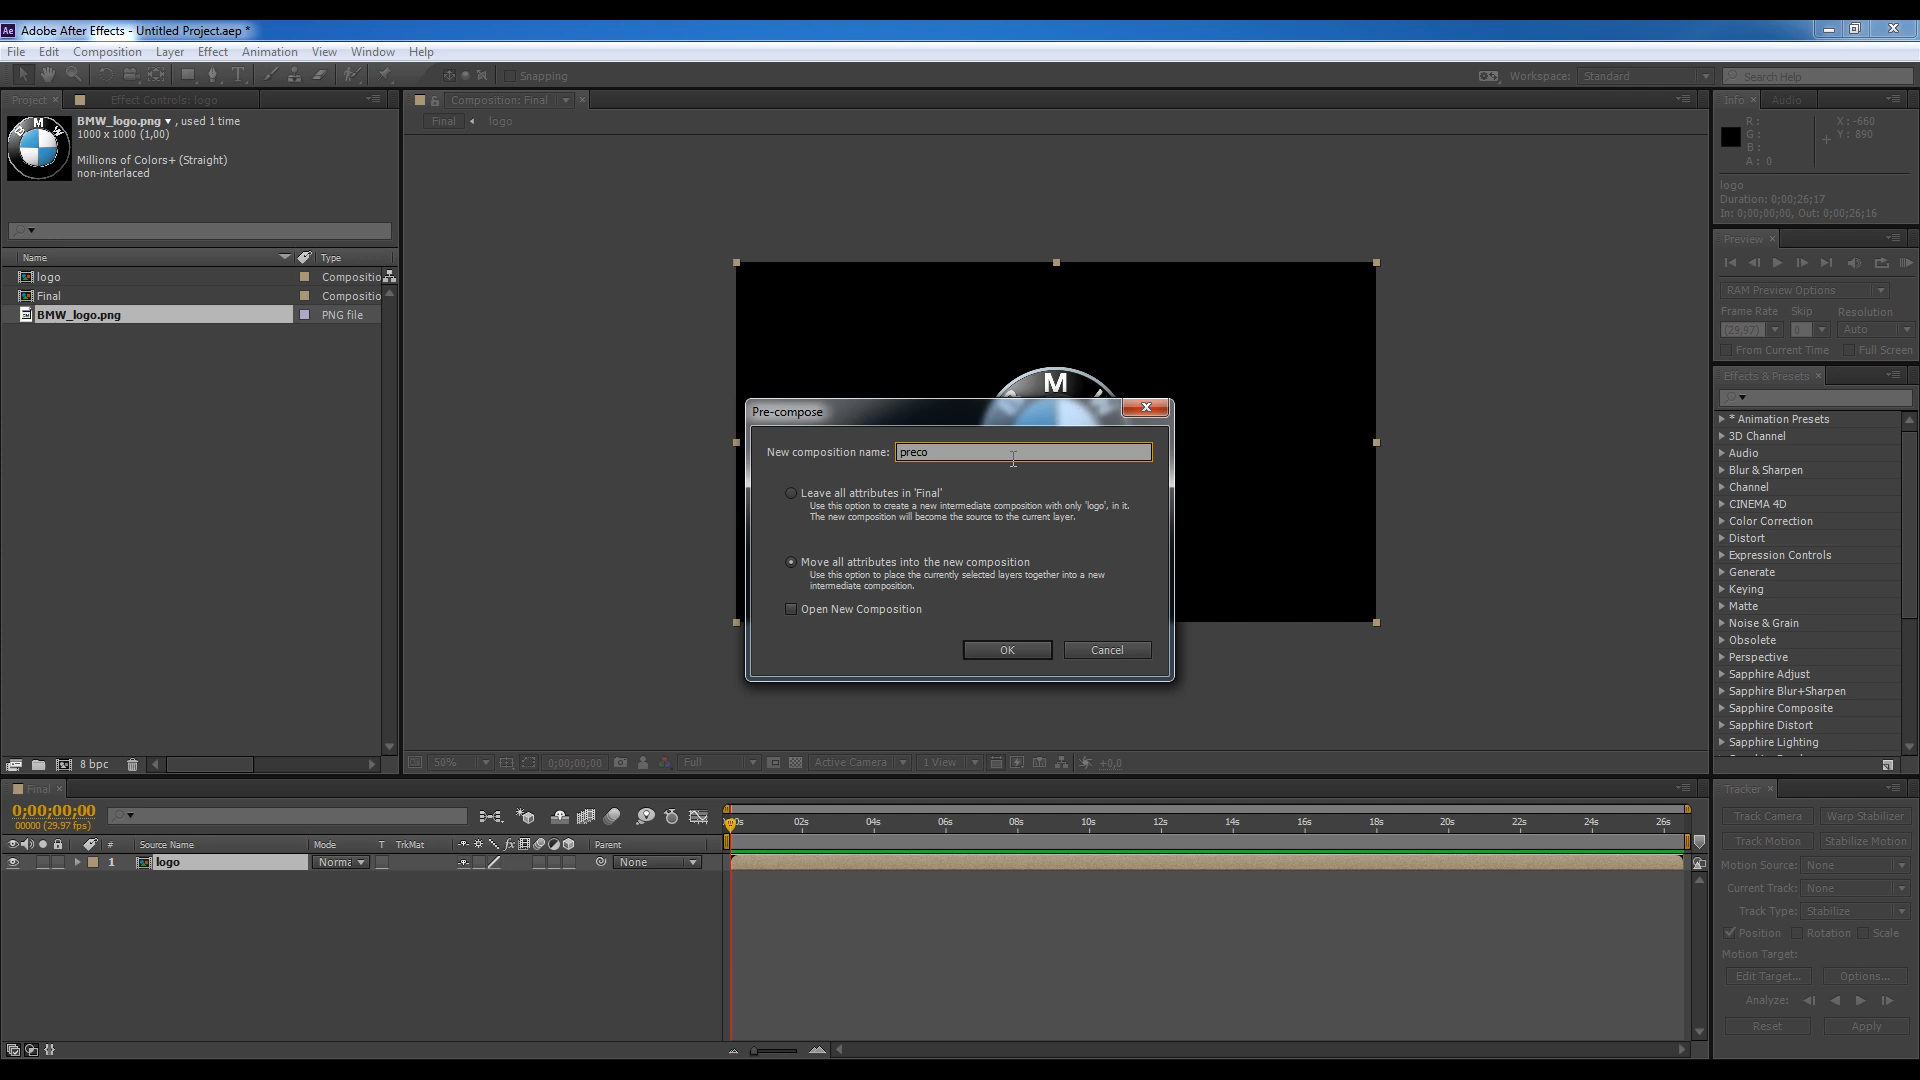 Adobe After Effects - Untitled Project.aep *
File Edit Composition Layer Effect Animation View Window Help
Snapping
Workspace: Standard
Search Help
Project
Effect Controls: logo
BMW_logo.png , used 1 time
1000 x 1000 (1,00)
Millions of Colors+ (Straight)
non-interlaced
Name Type
logo Compositio
Final Compositio
BMW_logo.png PNG file
8 bpc
Composition: Final
Final logo
M
Pre-compose
New composition name: preco
Leave all attributes in 'Final'
Use this option to create a new intermediate composition with only 'logo', in it.
The new composition will become the source to the current layer.
Move all attributes into the new composition
Use this option to place the currently selected layers together into a new
intermediate composition.
Open New Composition
OK Cancel
50% 0;00;00;00 Full Active Camera 1 View +0,0
Info Audio
R :
G :
B :
A : 0
X : -660
Y : 890
logo
Duration: 0;00;26;17
In: 0;00;00;00, Out: 0;00;26;16
Preview
RAM Preview Options
Frame Rate Skip Resolution
(29,97) 0 Auto
From Current Time Full Screen
Effects & Presets
* Animation Presets
3D Channel
Audio
Blur & Sharpen
Channel
CINEMA 4D
Color Correction
Distort
Expression Controls
Generate
Keying
Matte
Noise & Grain
Obsolete
Perspective
Sapphire Adjust
Sapphire Blur+Sharpen
Sapphire Composite
Sapphire Distort
Sapphire Lighting
Final
0;00;00;00
00000 (29.97 fps)
# Source Name Mode T TrkMat fx Parent
1 logo Norma None
02s 04s 06s 08s 10s 12s 14s 16s 18s 20s 22s 24s 26s
Tracker
Track Camera Warp Stabilizer
Track Motion Stabilize Motion
Motion Source: None
Current Track: None
Track Type: Stabilize
Position Rotation Scale
Motion Target:
Edit Target... Options...
Analyze:
Reset Apply